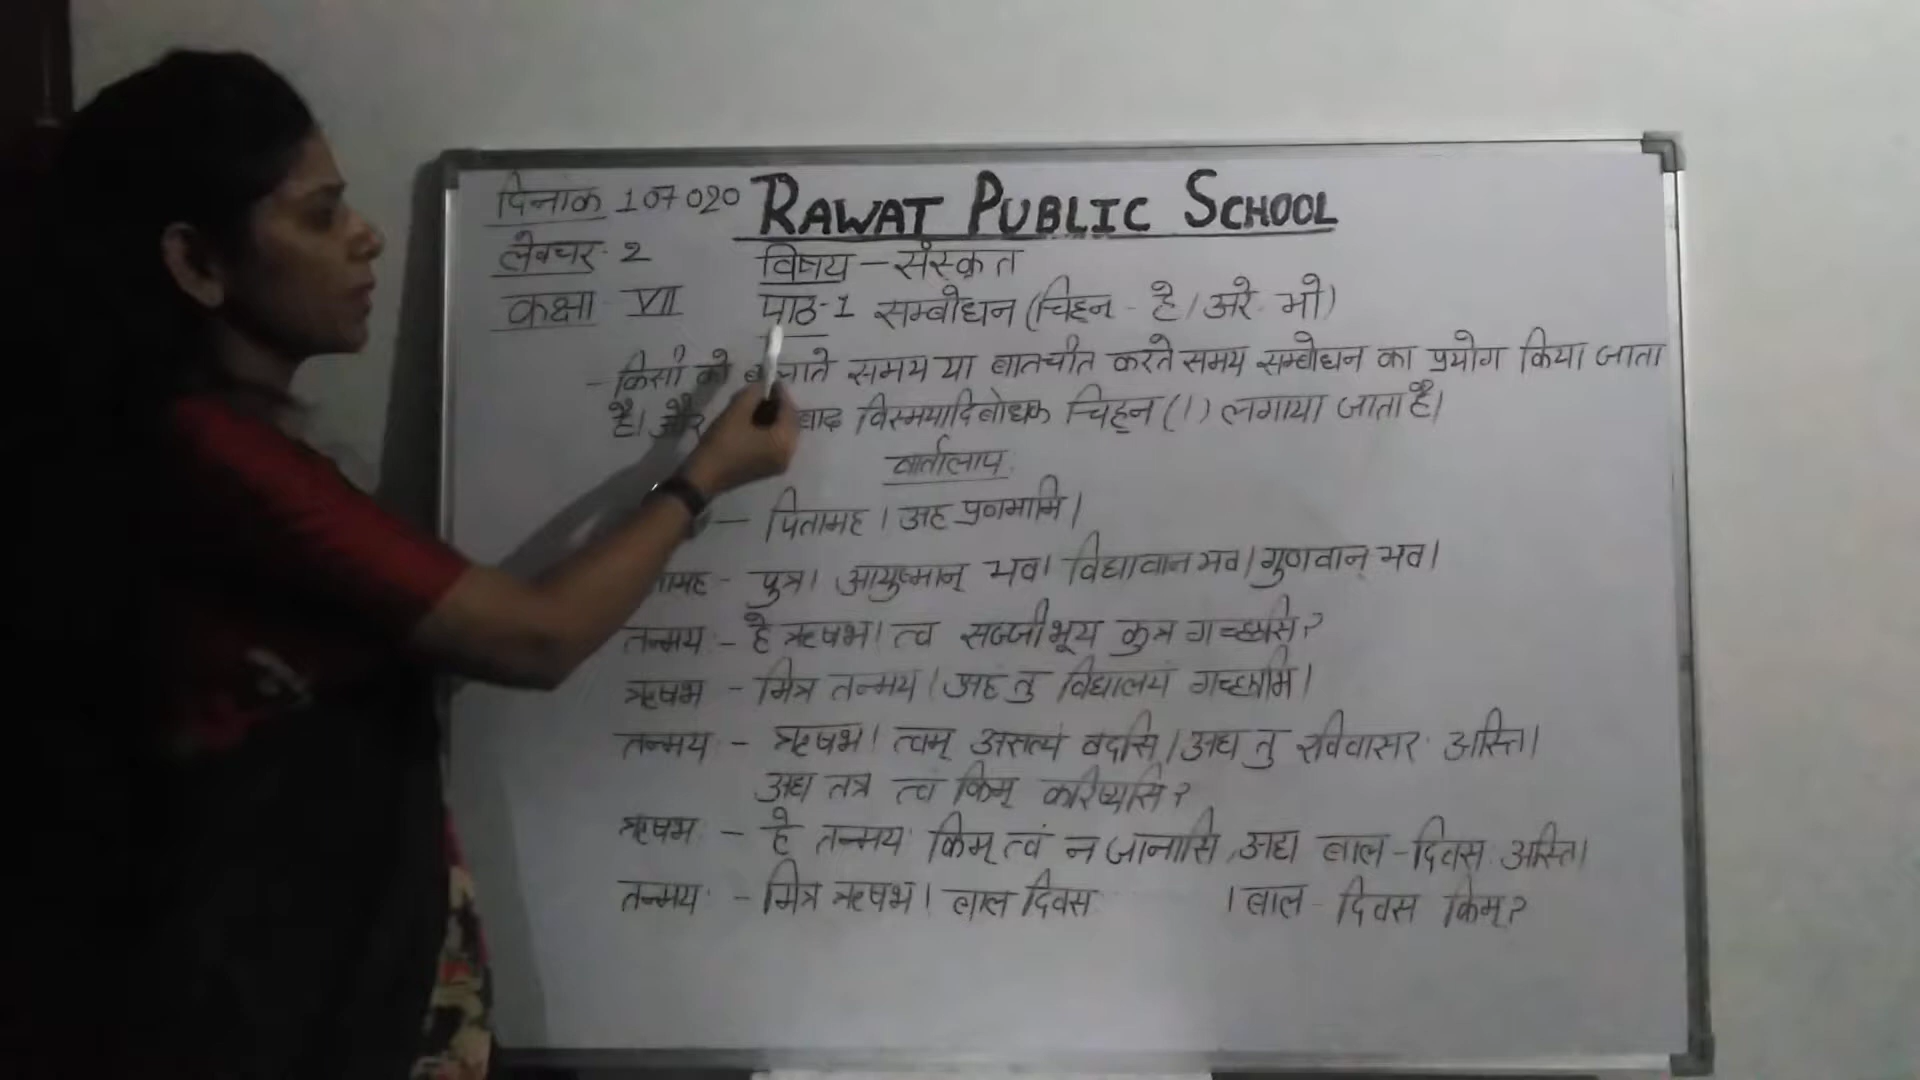 दिनांक 107020 RAWAT PUBLIC SCHOOL
लेक्चर 2 विषय - संस्कृत
कक्षा VII पाठ-1 सम्बोधन (चिह्न - हे / अरे भो)
- किसी को समय या बातचीत करते समय सम्बोधन का प्रयोग किया जाता
है। और बाद विस्मयादिबोधक चिह्न (।) लगाया जाता है।
वार्तालाप
— पितामह । अह प्रणमामि।
- पुत्र। आयुष्मान् भव। विद्यावान भव। गुणवान् भव।
तन्मय - हे ऋषभ। त्व सज्जीभूय कुत्र गच्छसि?
ऋषभ - मित्र तन्मय। अह तु विद्यालयं गच्छामि।
तन्मय - ऋषभ। त्वम् असत्यं वदसि। अद्य तु रविवासर अस्ति।
अद्य तत्र त्व किम् करिष्यसि?
ऋषभ - हे तन्मय किम् त्वं न जानासि, अद्य बाल-दिवस अस्ति।
तन्मय - मित्र ऋषभ। बाल दिवस । बाल - दिवस किम्?